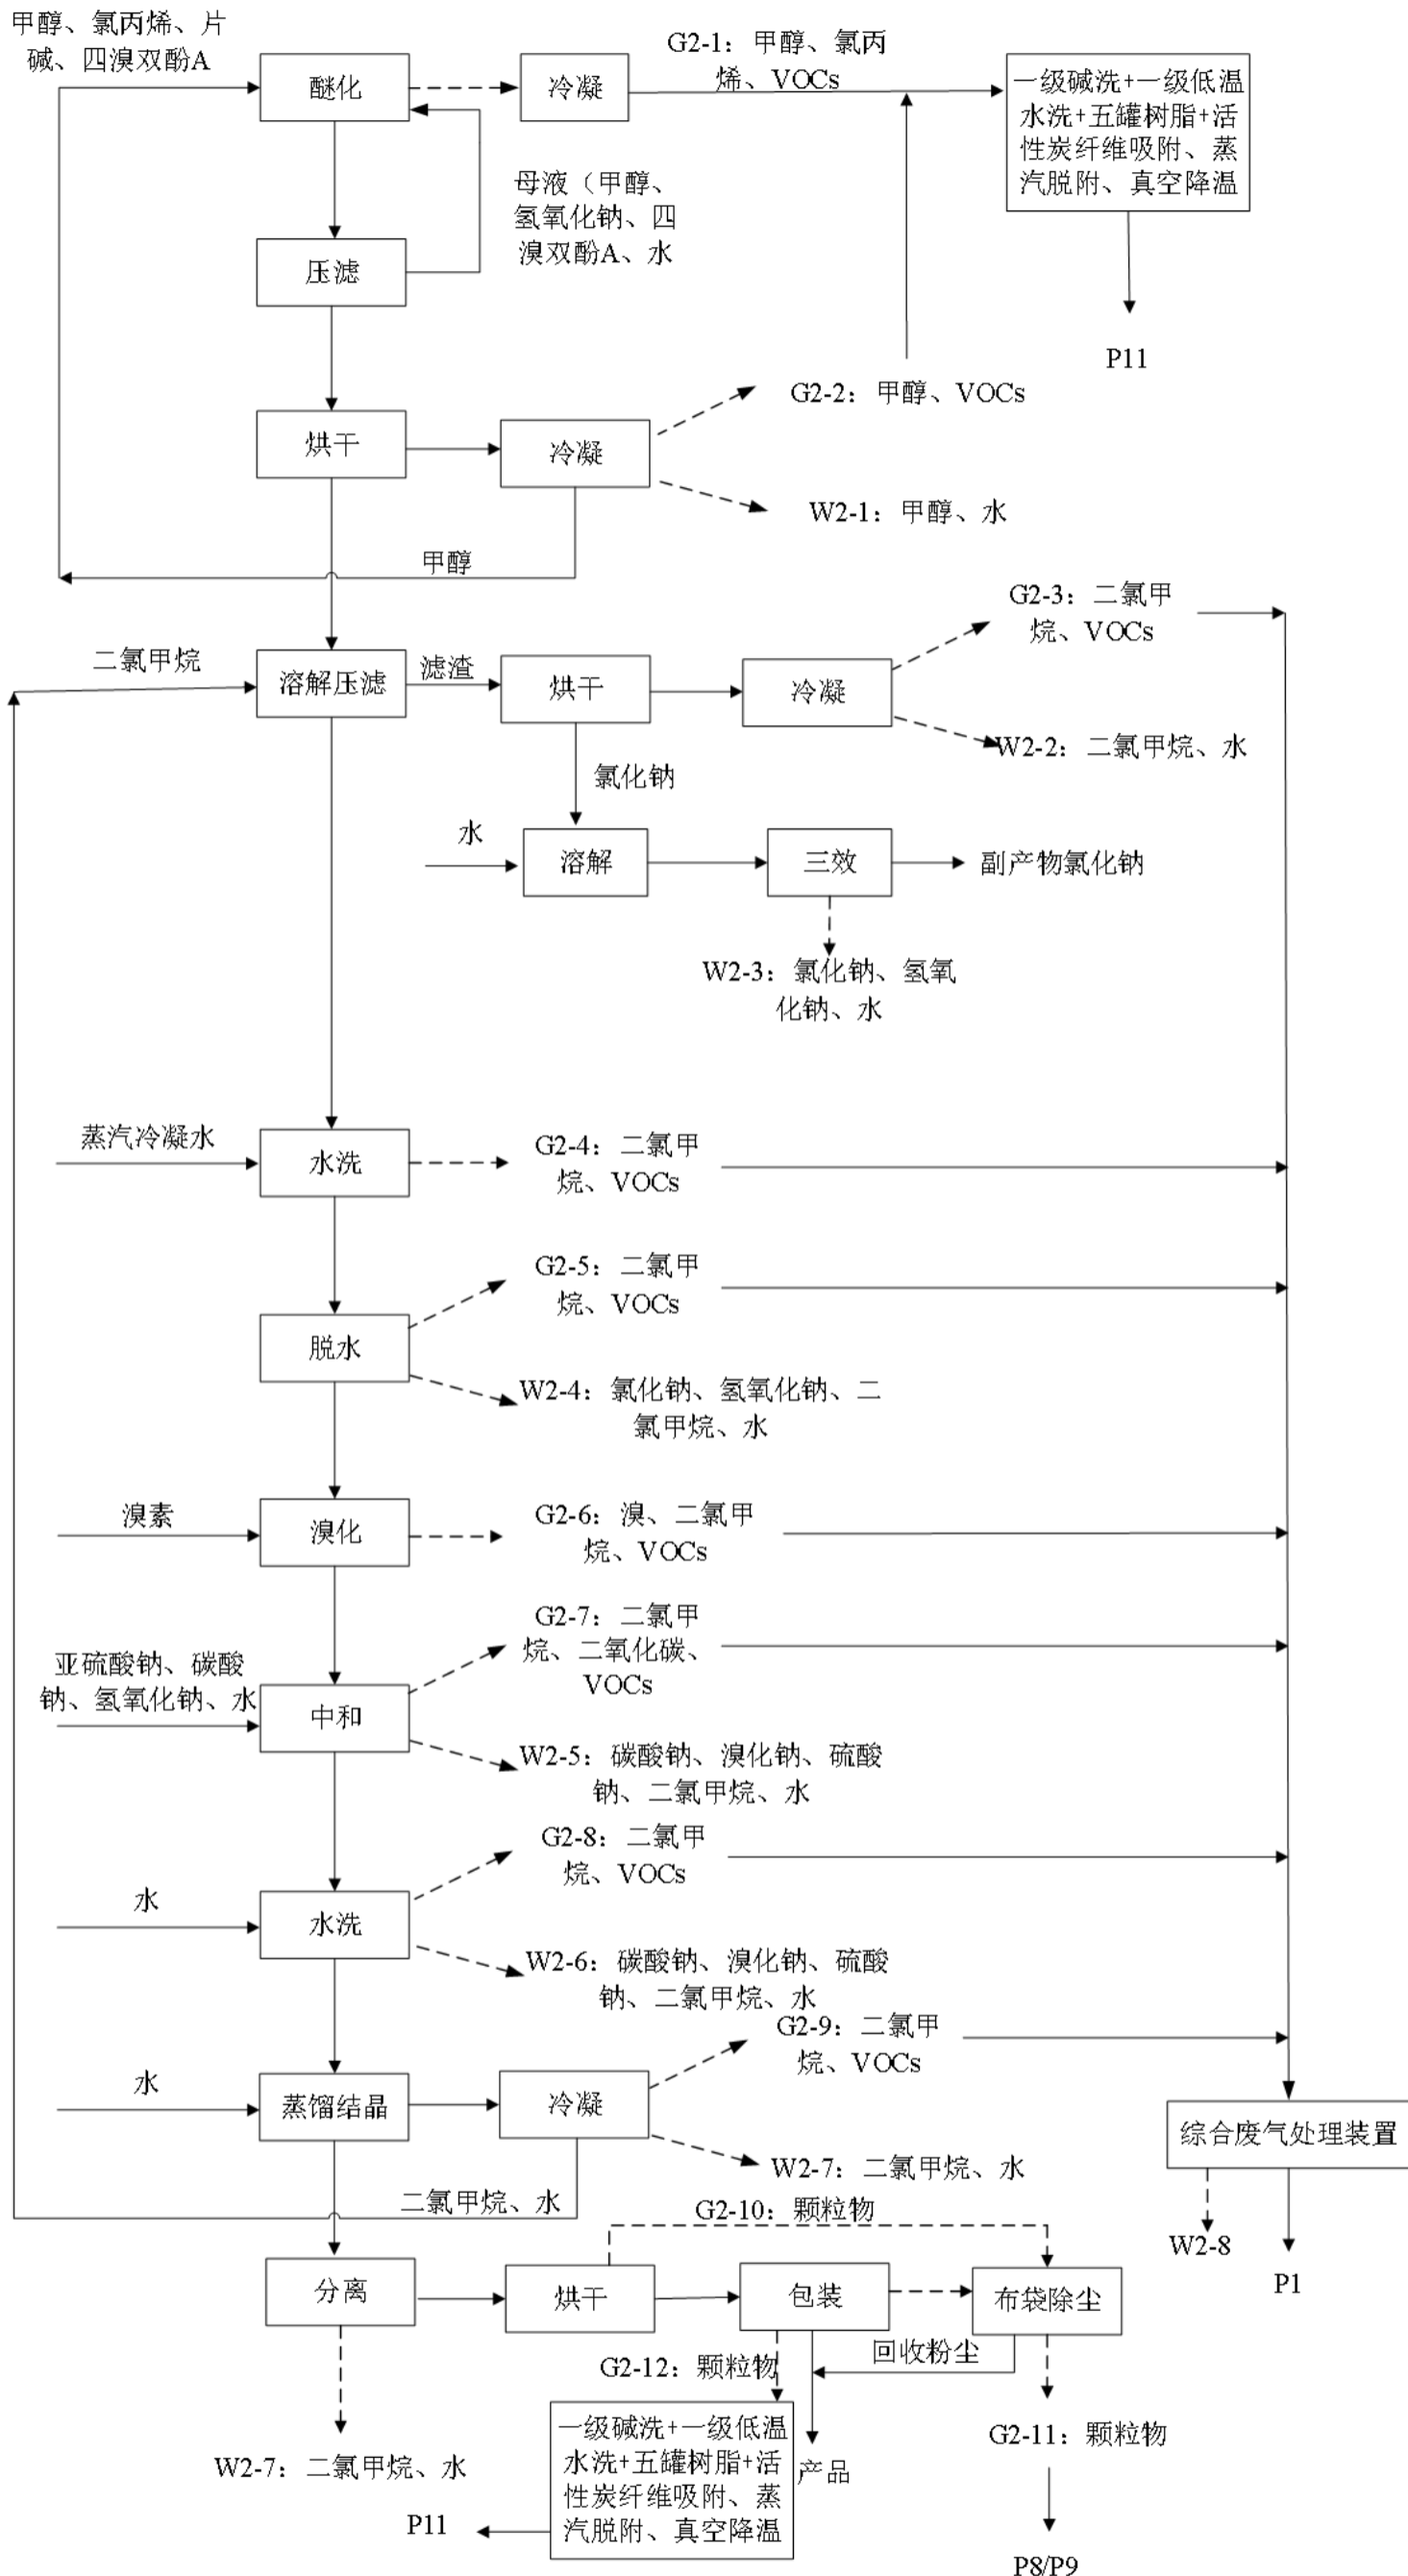 甲醇、氯丙烯、片
碱、四溴双酚A
醚化
冷凝
G2-1：甲醇、氯丙
烯、VOCs
一级碱洗+一级低温
水洗+五罐树脂+活
性炭纤维吸附、蒸
汽脱附、真空降温
P11
母液（甲醇、
氢氧化钠、四
溴双酚A、水
压滤
烘干
冷凝
G2-2：甲醇、VOCs
W2-1：甲醇、水
甲醇
二氯甲烷
溶解压滤
滤渣
烘干
冷凝
G2-3：二氯甲
烷、VOCs
W2-2：二氯甲烷、水
氯化钠
水
溶解
三效
副产物氯化钠
W2-3：氯化钠、氢氧
化钠、水
蒸汽冷凝水
水洗
G2-4：二氯甲
烷、VOCs
脱水
G2-5：二氯甲
烷、VOCs
W2-4：氯化钠、氢氧化钠、二
氯甲烷、水
溴素
溴化
G2-6：溴、二氯甲
烷、VOCs
亚硫酸钠、碳酸
钠、氢氧化钠、水
中和
G2-7：二氯甲
烷、二氧化碳、
VOCs
W2-5：碳酸钠、溴化钠、硫酸
钠、二氯甲烷、水
水
水洗
G2-8：二氯甲
烷、VOCs
W2-6：碳酸钠、溴化钠、硫酸
钠、二氯甲烷、水
水
蒸馏结晶
冷凝
G2-9：二氯甲
烷、VOCs
W2-7：二氯甲烷、水
二氯甲烷、水
综合废气处理装置
W2-8
P1
G2-10：颗粒物
分离
烘干
包装
布袋除尘
回收粉尘
G2-12：颗粒物
W2-7：二氯甲烷、水
一级碱洗+一级低温
水洗+五罐树脂+活
性炭纤维吸附、蒸
汽脱附、真空降温
产品
P11
G2-11：颗粒物
P8/P9